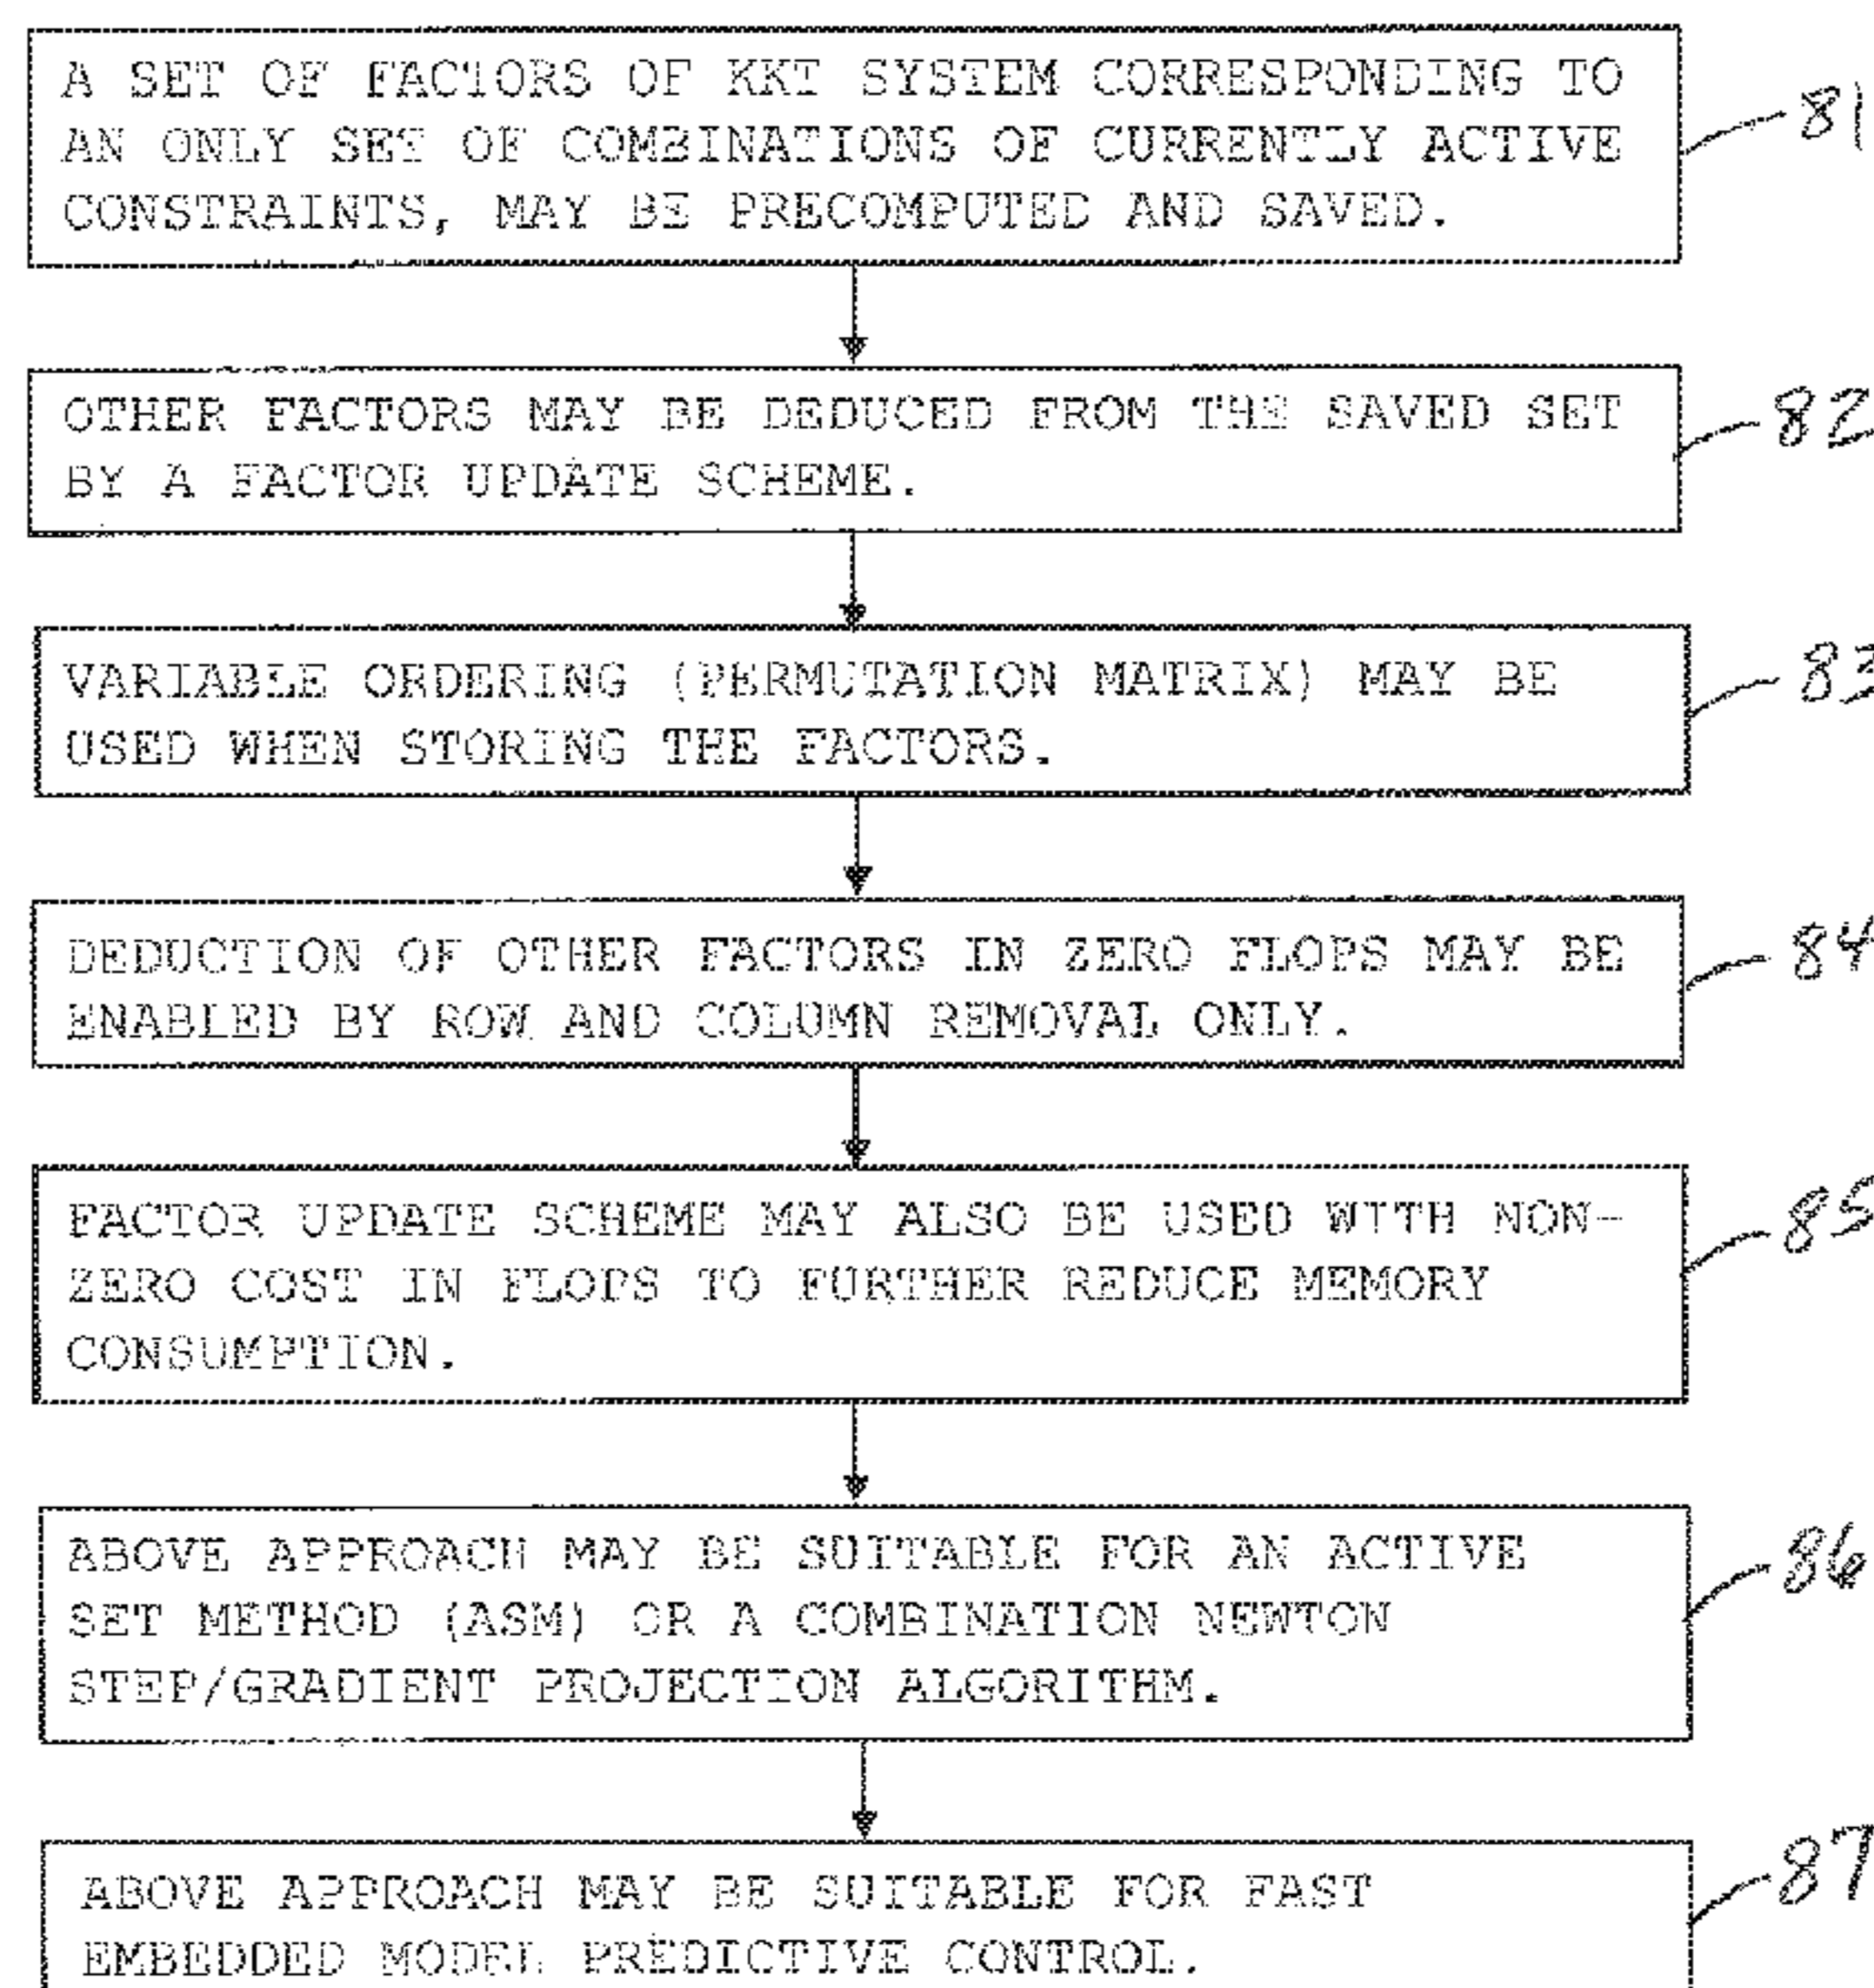 A SET OF FACTORS OF KKT SYSTEM CORRESPONDING TO
AN ONLY SET OF COMBINATIONS OF CURRENTLY ACTIVE
CONSTRAINTS, MAY BE PRECOMPUTED AND SAVED.
81
OTHER FACTORS MAY BE DEDUCED FROM THE SAVED SET
BY A FACTOR UPDATE SCHEME.
82
VARIABLE ORDERING (PERMUTATION MATRIX) MAY BE
USED WHEN STORING THE FACTORS.
83
DEDUCTION OF OTHER FACTORS IN ZERO FLOPS MAY BE
ENABLED BY ROW AND COLUMN REMOVAL ONLY.
84
FACTOR UPDATE SCHEME MAY ALSO BE USED WITH NON-
ZERO COST IN FLOPS TO FURTHER REDUCE MEMORY
CONSUMPTION.
85
ABOVE APPROACH MAY BE SUITABLE FOR AN ACTIVE
SET METHOD (ASM) OR A COMBINATION NEWTON
STEP/GRADIENT PROJECTION ALGORITHM.
86
ABOVE APPROACH MAY BE SUITABLE FOR FAST
EMBEDDED MODEL PREDICTIVE CONTROL.
87